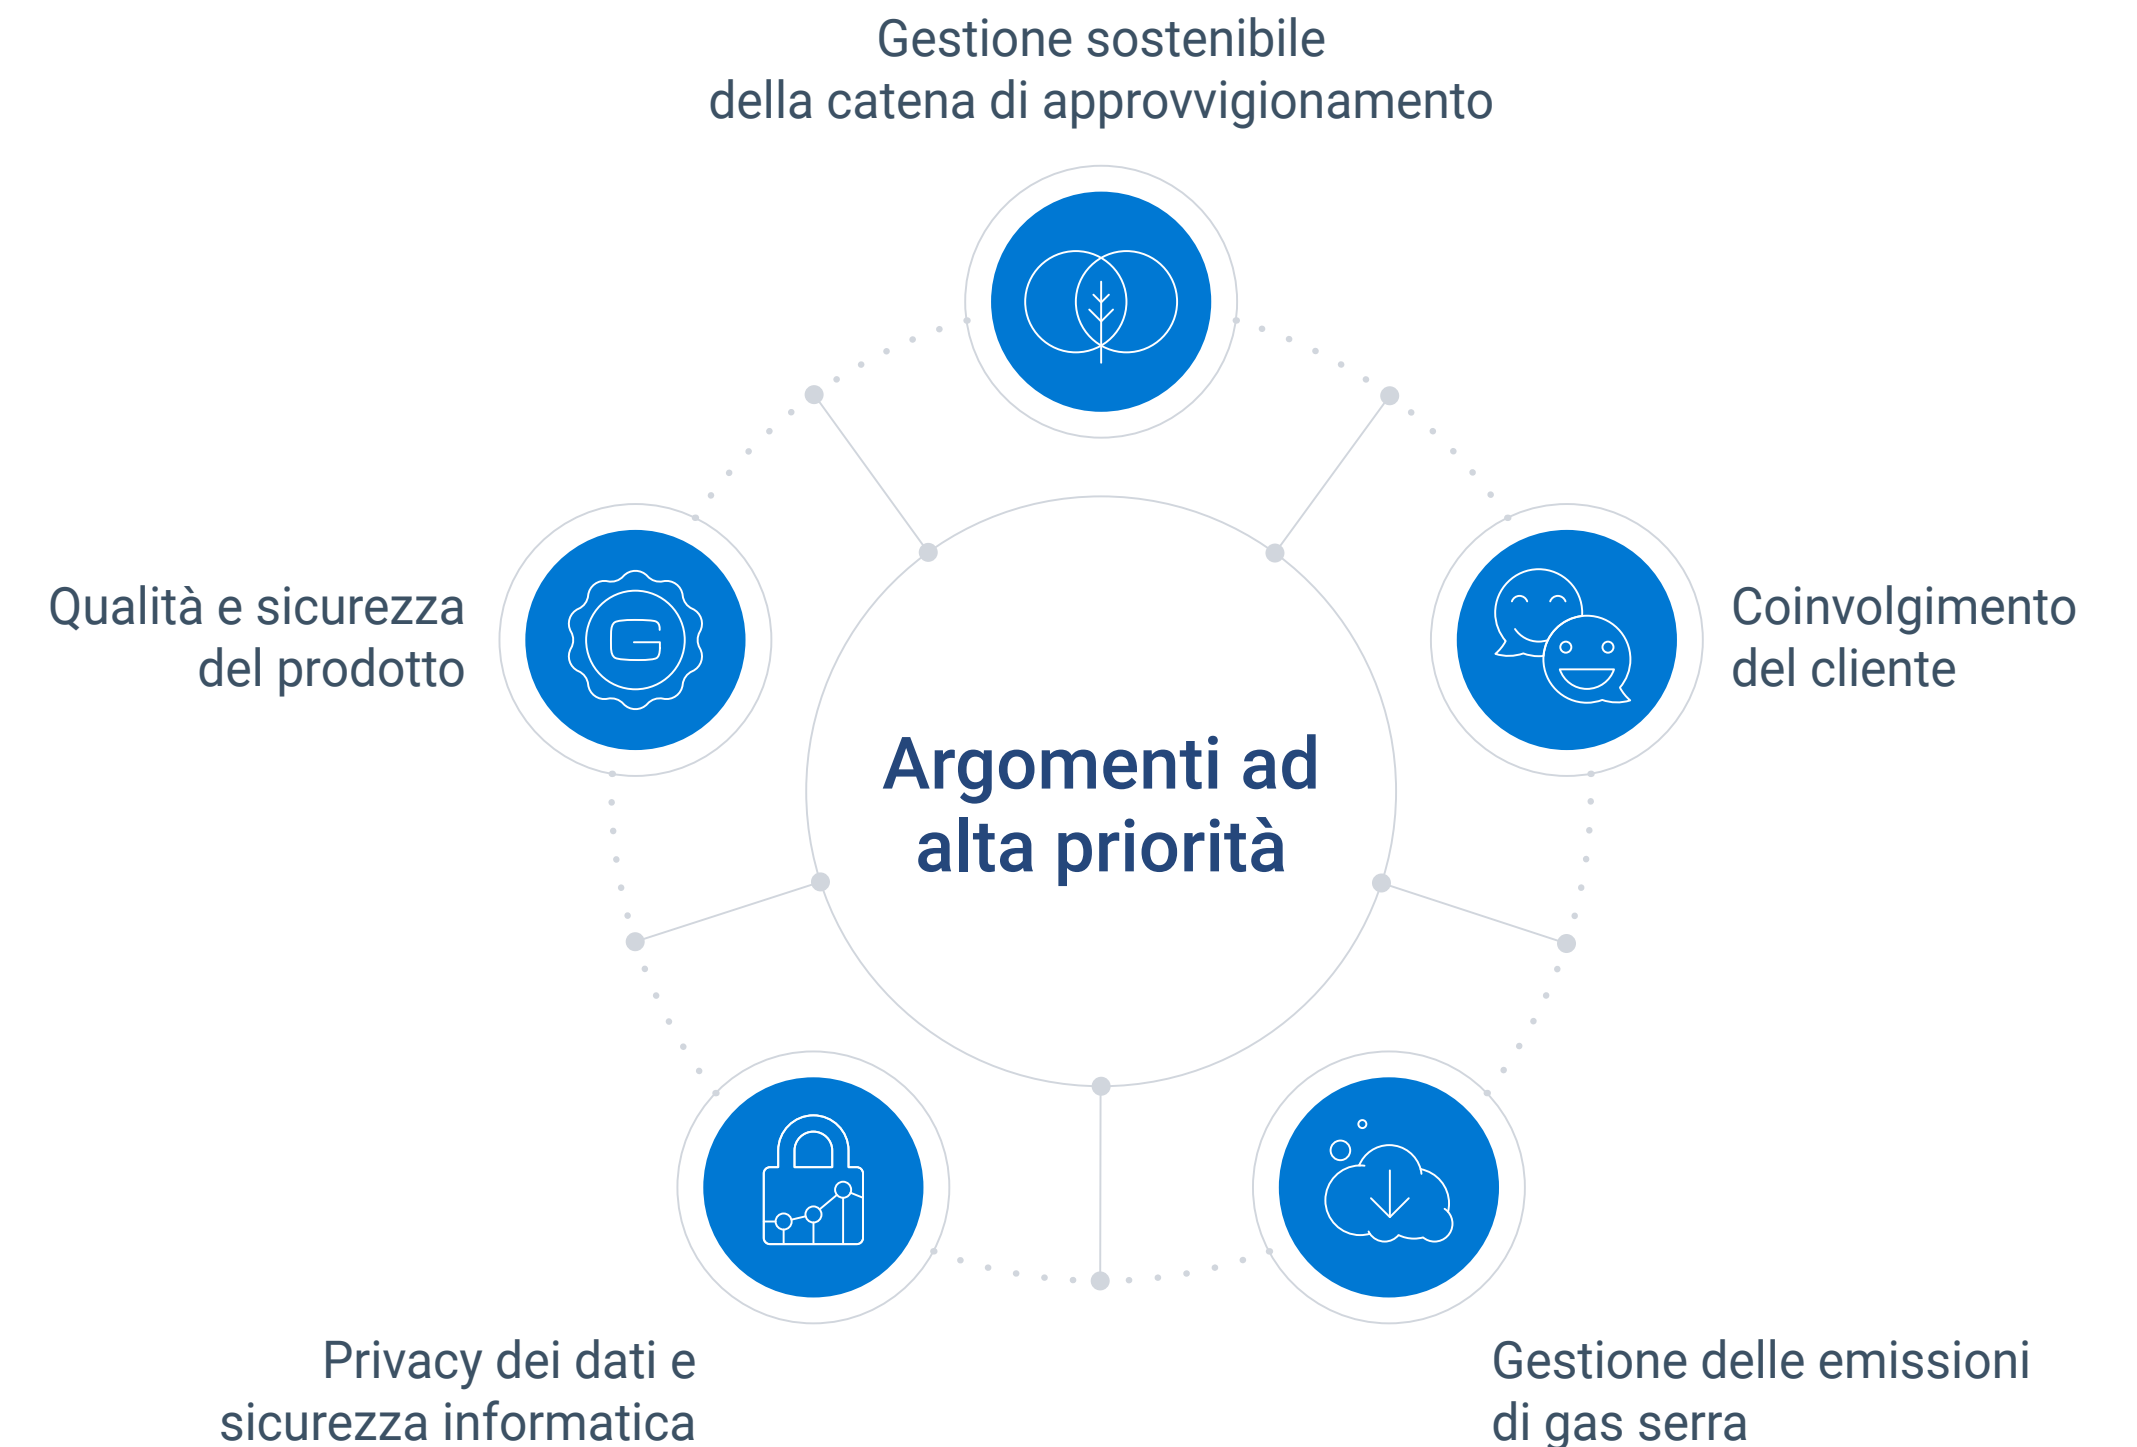 Gestione sostenibile
della catena di approvvigionamento
Qualità e sicurezza
del prodotto
Coinvolgimento
del cliente
Argomenti ad
alta priorità
Privacy dei dati e
sicurezza informatica
Gestione delle emissioni
di gas serra
G